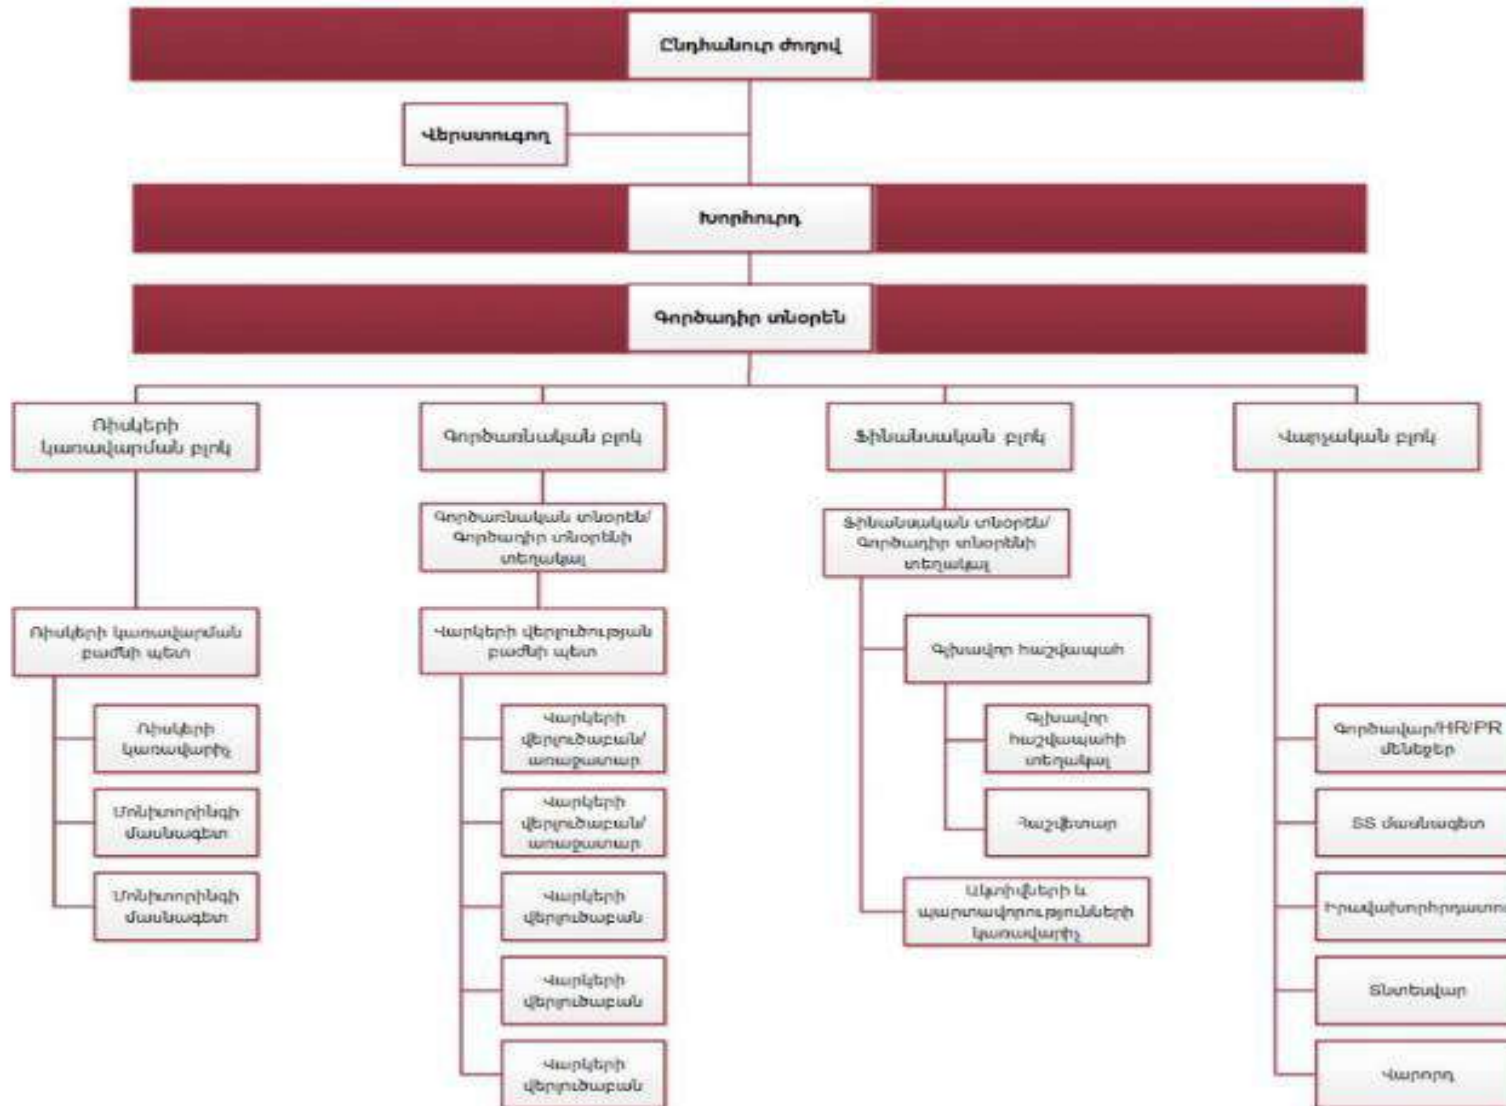 Ընդհանուր ժողով
Վերստուգող
Խորհուրդ
Գործադիր տնօրեն
Ռիսկերի
կառավարման բլոկ
Գործառնական բլոկ
Ֆինանսական բլոկ
Վարչական բլոկ
Գործառնական տնօրեն/
Գործադիր տնօրենի
տեղակալ
Ֆինանսական տնօրեն/
Գործադիր տնօրենի
տեղակալ
Ռիսկերի կառավարման
բաժնի պետ
Վարկերի վերլուծության
բաժնի պետ
Գլխավոր հաշվապահ
Ռիսկերի
կառավարիչ
Մոնիտորինգի
մասնագետ
Մոնիտորինգի
մասնագետ
Վարկերի
վերլուծաբան/
առաջատար
Վարկերի
վերլուծաբան/
առաջատար
Վարկերի
վերլուծաբան
Վարկերի
վերլուծաբան
Վարկերի
վերլուծաբան
Գլխավոր
հաշվապահի
տեղակալ
Հաշվետար
Ակտիվների և
պարտավորությունների
կառավարիչ
Գործավար/HR/PR
մենեջեր
ՏՏ մասնագետ
Իրավախորհրդատու
Տնտեսվար
Վարորդ